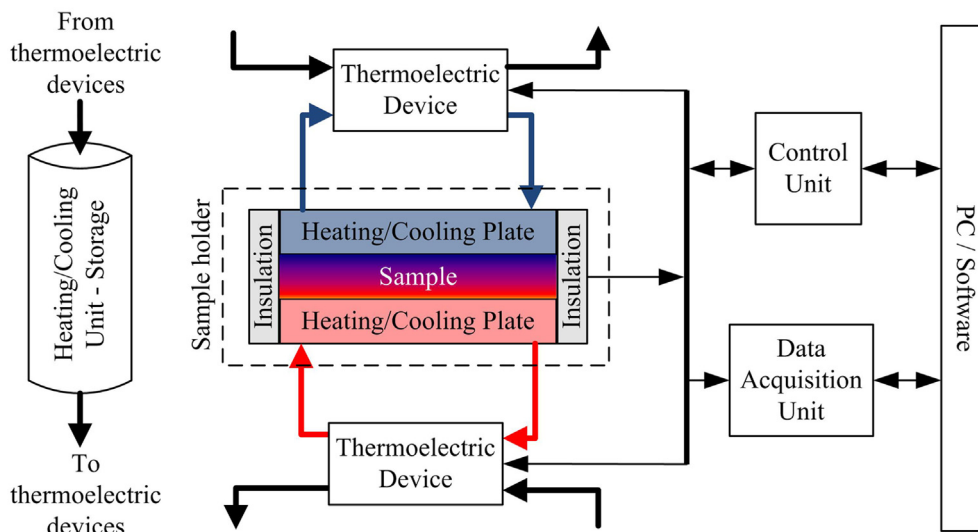 From
thermoelectric
devices
Heating/Cooling
Unit - Storage
To
thermoelectric
devices
Thermoelectric
Device
Sample holder
Insulation
Heating/Cooling Plate
Sample
Heating/Cooling Plate
Insulation
Thermoelectric
Device
Control
Unit
Data
Acquisition
Unit
PC / Software